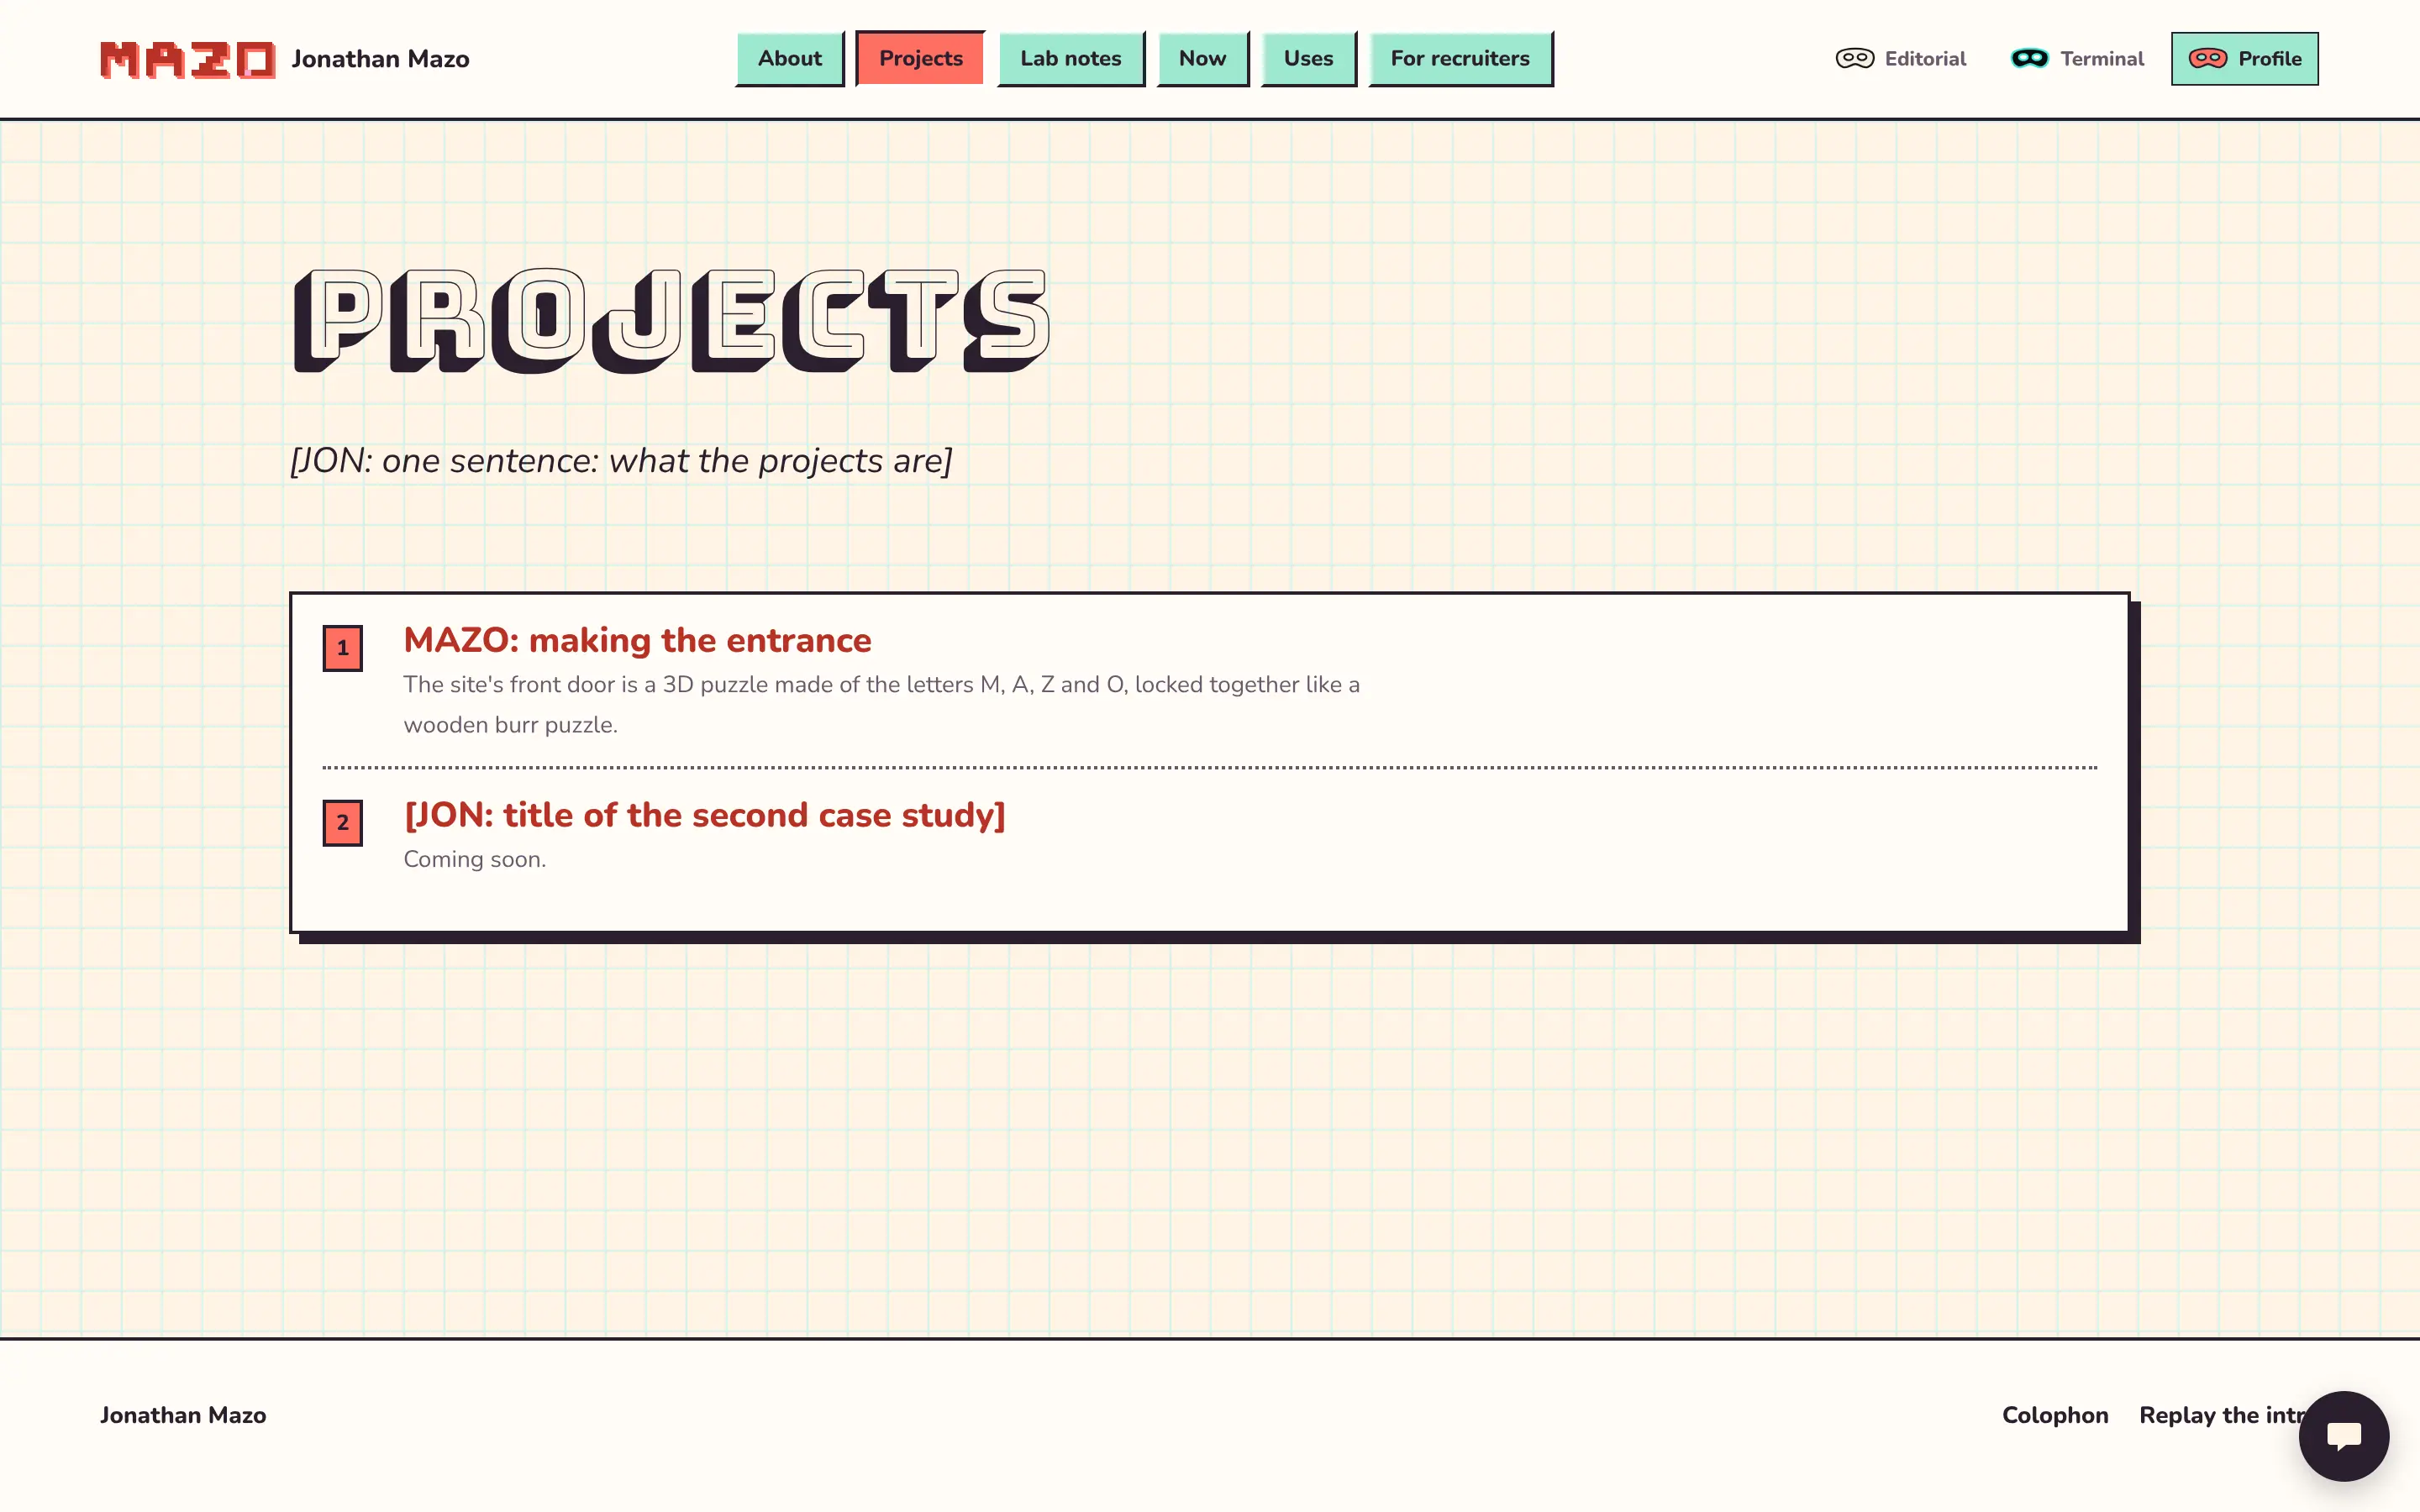 MAZO Jonathan Mazo
About Projects Lab notes Now Uses For recruiters
Editorial Terminal Profile
PROJECTS
[JON: one sentence: what the projects are]
1 MAZO: making the entrance
The site's front door is a 3D puzzle made of the letters M, A, Z and O, locked together like a
wooden burr puzzle.
2 [JON: title of the second case study]
Coming soon.
Jonathan Mazo
Colophon Replay the